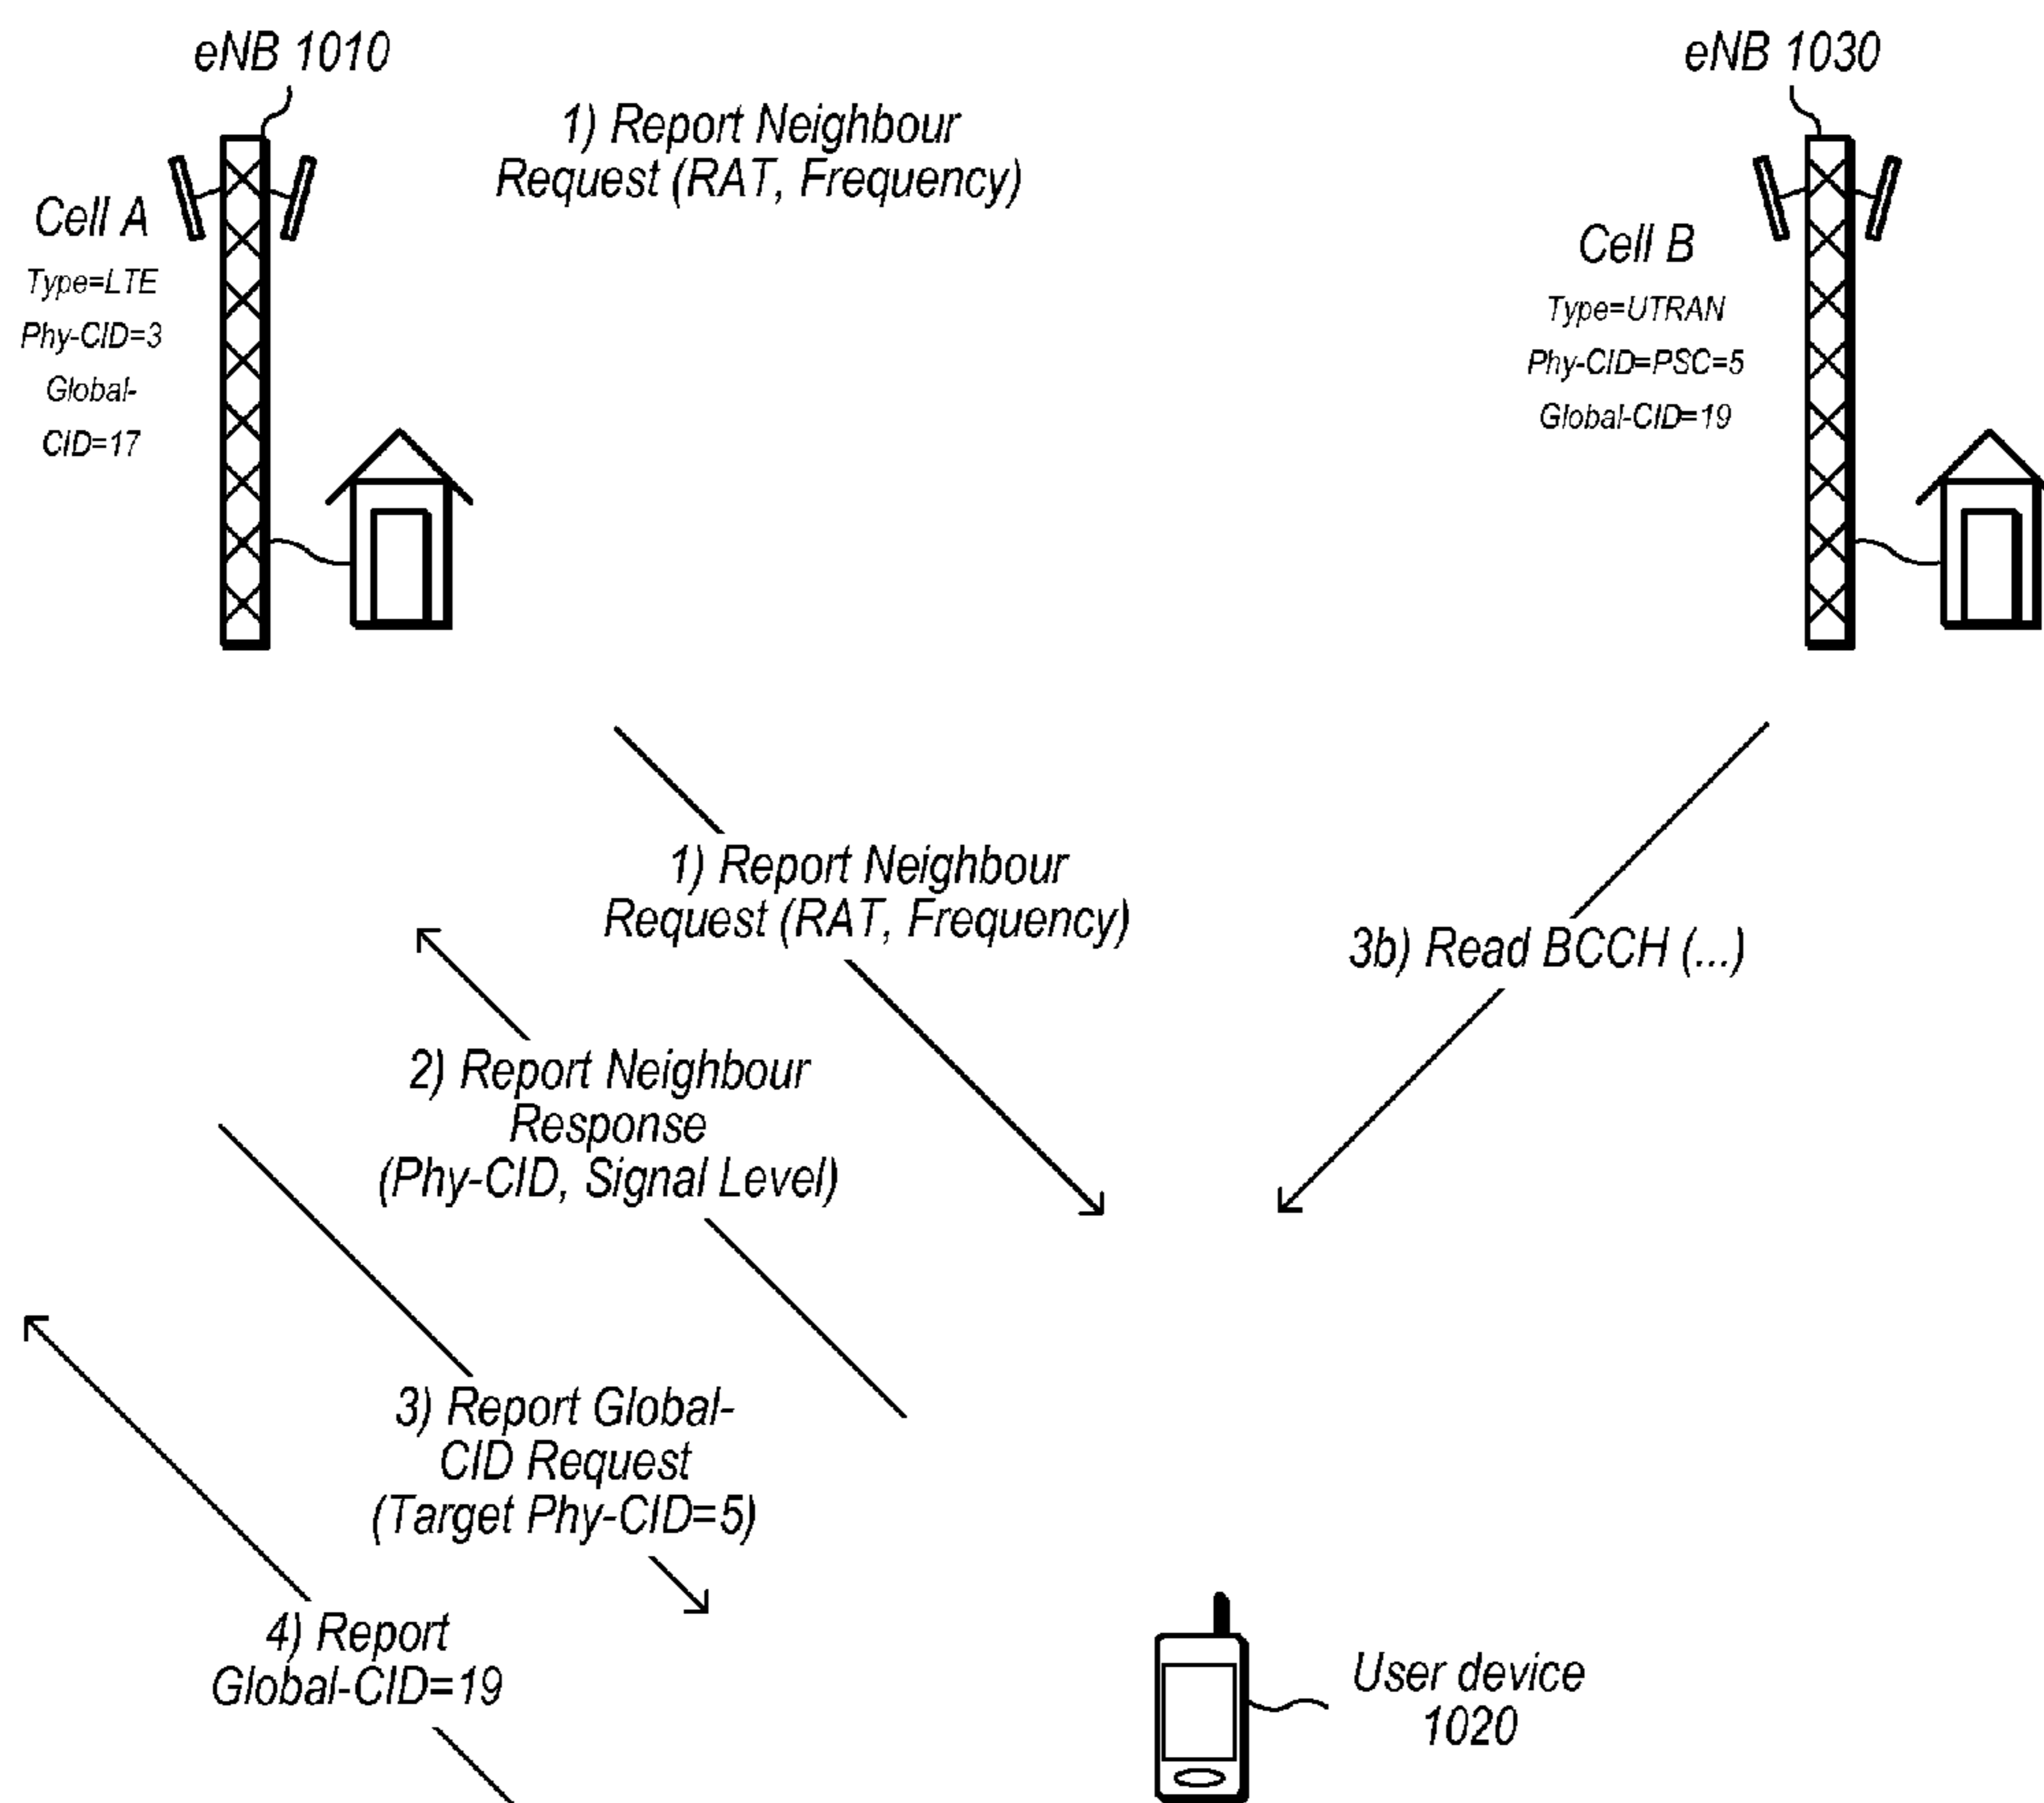 eNB 1010
1) Report Neighbour
Request (RAT, Frequency)
Cell A
Type=LTE
Phy-CID=3
Global-
CID=17
eNB 1030
Cell B
Type=UTRAN
Phy-CID=PSC=5
Global-CID=19
1) Report Neighbour
Request (RAT, Frequency)
3b) Read BCCH (...)
2) Report Neighbour
Response
(Phy-CID, Signal Level)
3) Report Global-
CID Request
(Target Phy-CID=5)
4) Report
Global-CID=19
User device
1020